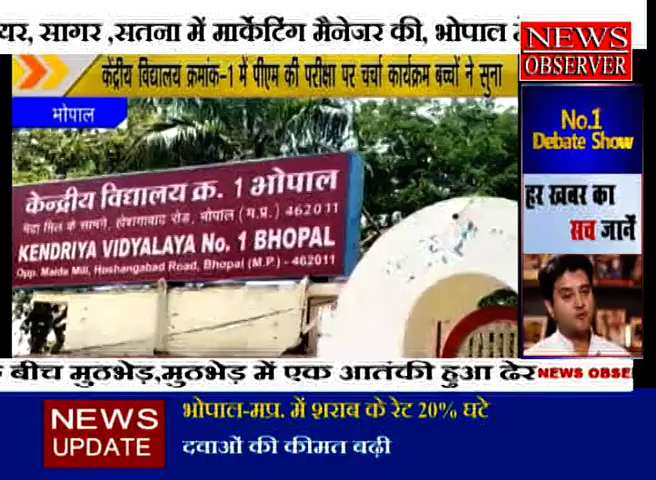 यर, सागर ,सतना में मार्केटिंग मैनेजर की, भोपाल
NEWS
OBSERVER
केंद्रीय विद्यालय क्रमांक-1 में पीएम की परीक्षा पर चर्चा कार्यक्रम बच्चों ने सुना
भोपाल
No.1
Debate Show
हर खबर का
सच जानें
केन्द्रीय विद्यालय क्र. 1 भोपाल
मैदा मिल के सामने, होशंगाबाद रोड, भोपाल (म.प्र.) 462011
KENDRIYA VIDYALAYA No. 1 BHOPAL
Opp. Maida Mill, Hoshangabad Road, Bhopal (M.P.) - 462011
बीच मुठभेड़,मुठभेड़ में एक आतंकी हुआ ढेर
NEWS OBSE
NEWS
UPDATE
भोपाल-मप्र. में शराब के रेट 20% घटे
दवाओं की कीमत बढ़ी